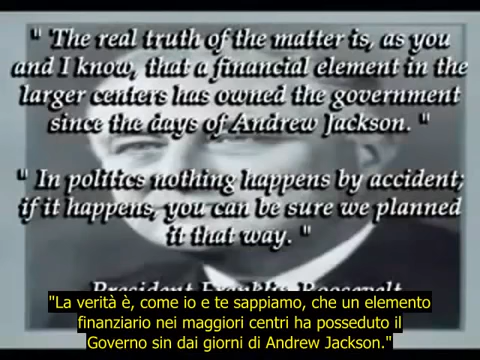 " The real truth of the matter is, as you
and I know, that a financial element in the
larger centers has owned the government
since the days of Andrew Jackson. "
" In politics nothing happens by accident;
if it happens, you can be sure we planned
it that way. "
President Franklin Roosevelt
"La verità è, come io e te sappiamo, che un elemento
finanziario nei maggiori centri ha posseduto il
Governo sin dai giorni di Andrew Jackson."